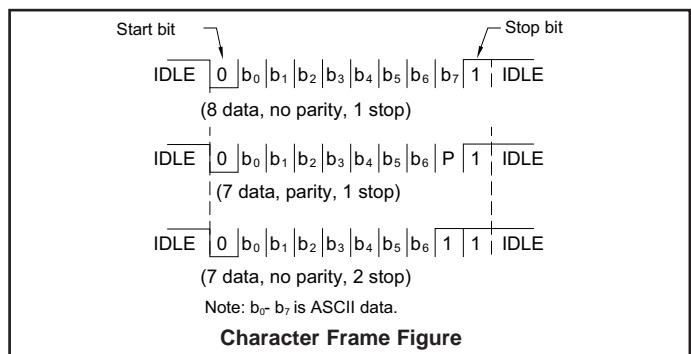 Start bit Stop bit
IDLE 0 b₀ b₁ b₂ b₃ b₄ b₅ b₆ b₇ 1 IDLE
(8 data, no parity, 1 stop)
IDLE 0 b₀ b₁ b₂ b₃ b₄ b₅ b₆ P 1 IDLE
(7 data, parity, 1 stop)
IDLE 0 b₀ b₁ b₂ b₃ b₄ b₅ b₆ 1 1 IDLE
(7 data, no parity, 2 stop)
Note: b₀- b₇ is ASCII data.
Character Frame Figure